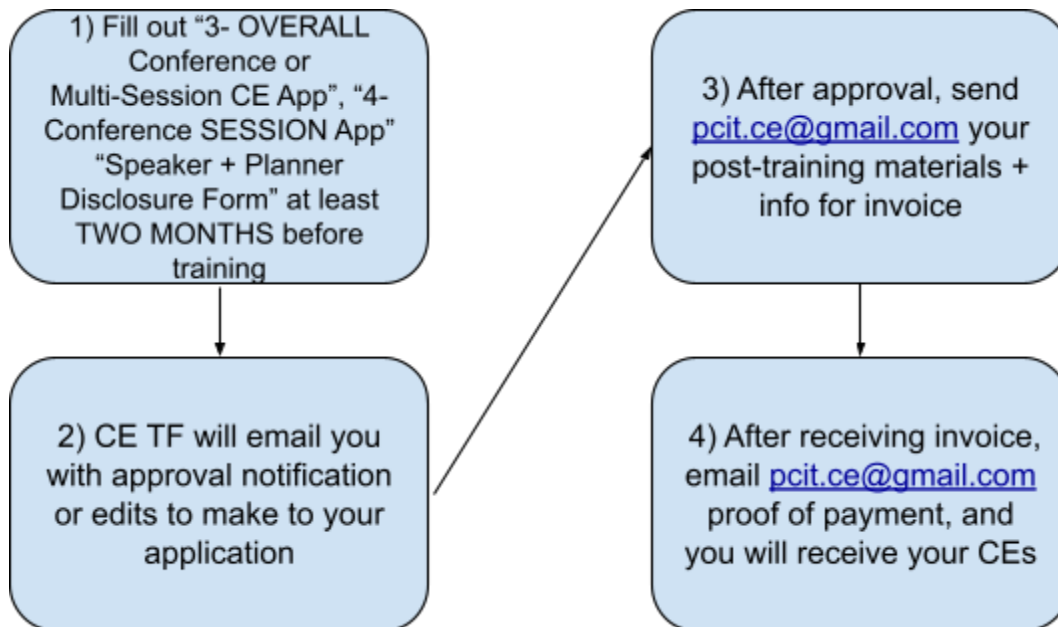 1) Fill out “3- OVERALL
Conference or
Multi-Session CE App”, “4-
Conference SESSION App”
“Speaker + Planner
Disclosure Form” at least
TWO MONTHS before
training
2) CE TF will email you
with approval notification
or edits to make to your
application
3) After approval, send
pcit.ce@gmail.com your
post-training materials +
info for invoice
4) After receiving invoice,
email pcit.ce@gmail.com
proof of payment, and
you will receive your CEs